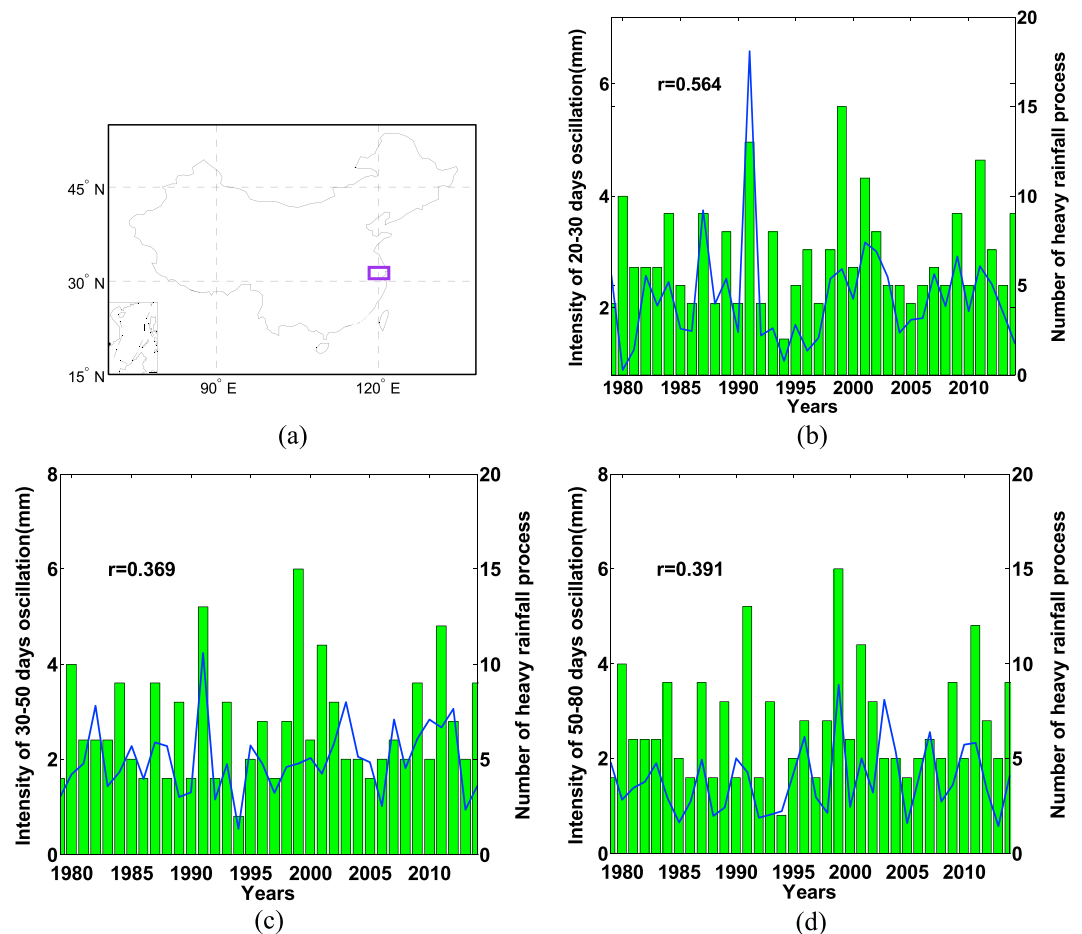 45° N
30° N
15° N
90° E
120° E
(a)
Intensity of 20-30 days oscillation(mm)
6
4
2
r=0.564
20
15
10
5
0
Number of heavy rainfall process
1980 1985 1990 1995 2000 2005 2010
Years
(b)
Intensity of 30-50 days oscillation(mm)
8
6
4
2
0
r=0.369
20
15
10
5
0
Number of heavy rainfall process
1980 1985 1990 1995 2000 2005 2010
Years
(c)
Intensity of 50-80 days oscillation(mm)
8
6
4
2
0
r=0.391
20
15
10
5
0
Number of heavy rainfall process
1980 1985 1990 1995 2000 2005 2010
Years
(d)